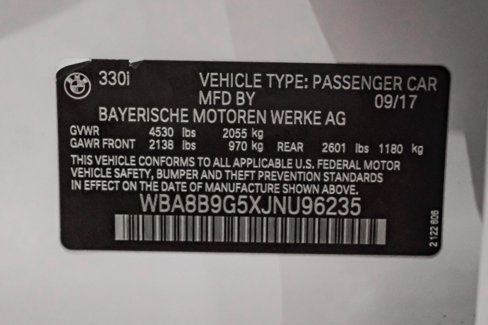 BMW 330i VEHICLE TYPE: PASSENGER CAR
MFD BY 09/17
BAYERISCHE MOTOREN WERKE AG
GVWR 4530 lbs 2055 kg
GAWR FRONT 2138 lbs 970 kg REAR 2601 lbs 1180 kg
THIS VEHICLE CONFORMS TO ALL APPLICABLE U.S. FEDERAL MOTOR
VEHICLE SAFETY, BUMPER AND THEFT PREVENTION STANDARDS
IN EFFECT ON THE DATE OF MANUFACTURE SHOWN ABOVE.
WBA8B9G5XJNU96235
2 122 606